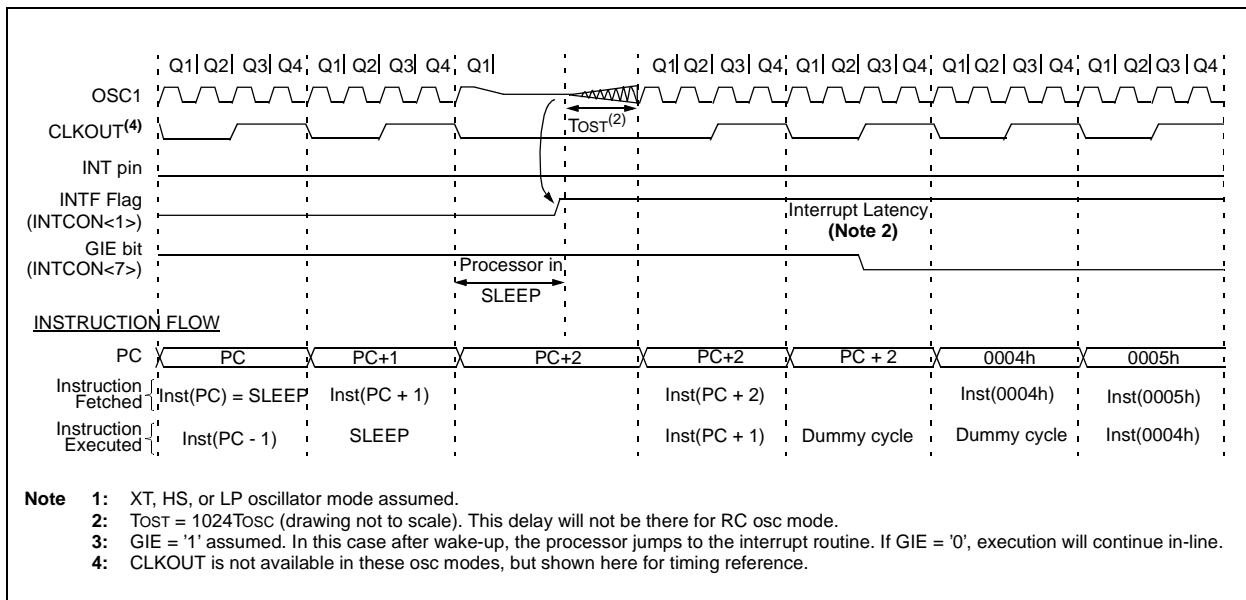 Q1 Q2 Q3 Q4 Q1 Q2 Q3 Q4 Q1 Q1 Q2 Q3 Q4 Q1 Q2 Q3 Q4 Q1 Q2 Q3 Q4 Q1 Q2 Q3 Q4
OSC1
TOST(2)
CLKOUT(4)
INT pin
INTF Flag
(INTCON<1>)
Interrupt Latency
(Note 2)
GIE bit
(INTCON<7>)
Processor in
SLEEP
INSTRUCTION FLOW
PC PC PC+1 PC+2 PC+2 PC + 2 0004h 0005h
Instruction
Fetched
Inst(PC) = SLEEP Inst(PC + 1) Inst(PC + 2) Inst(0004h) Inst(0005h)
Instruction
Executed
Inst(PC - 1) SLEEP Inst(PC + 1) Dummy cycle Dummy cycle Inst(0004h)
Note 1: XT, HS, or LP oscillator mode assumed.
2: TOST = 1024TOSC (drawing not to scale). This delay will not be there for RC osc mode.
3: GIE = '1' assumed. In this case after wake-up, the processor jumps to the interrupt routine. If GIE = '0', execution will continue in-line.
4: CLKOUT is not available in these osc modes, but shown here for timing reference.